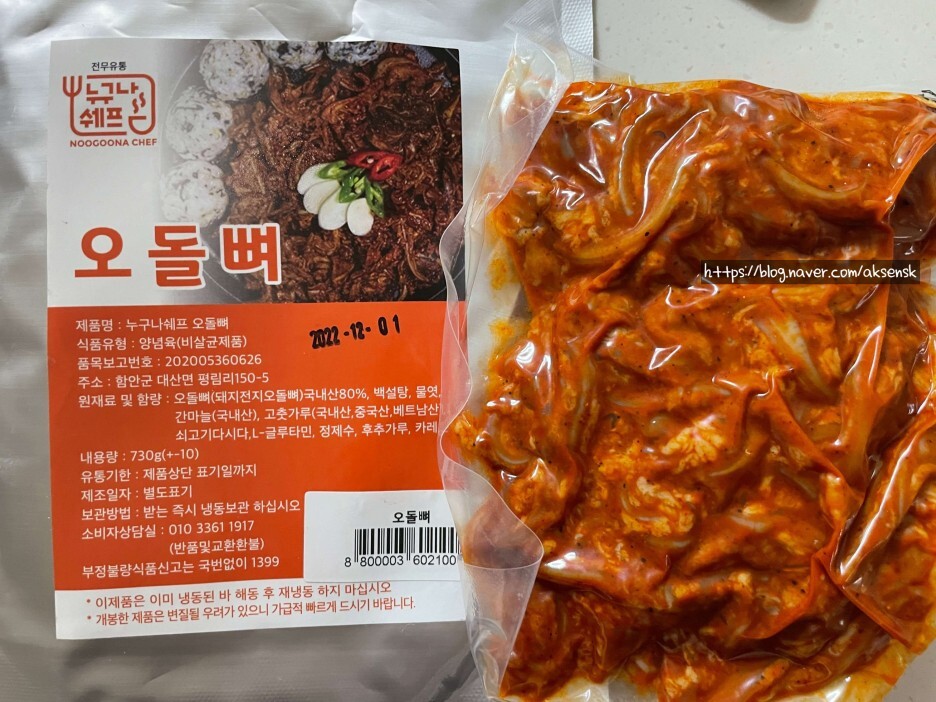 전무유통
누구나
쉐프
NOOGOONA CHEF
오돌뼈
제품명 : 누구나쉐프 오돌뼈
2022-12-01
식품유형 : 양념육(비살균제품)
품목보고번호 : 202005360626
주소 : 함안군 대산면 평림리150-5
원재료 및 함량 : 오돌뼈(돼지전지오돌뼈)국내산80%, 백설탕, 물엿,
간마늘(국내산), 고춧가루(국내산,중국산,베트남산
쇠고기다시다,L-글루타민, 정제수, 후추가루, 카레
내용량 : 730g(+-10)
유통기한 : 제품상단 표기일까지
제조일자 : 별도표기
보관방법 : 받는 즉시 냉동보관 하십시오
소비자상담실 : 010 3361 1917
(반품및교환환불)
부정불량식품신고는 국번없이 1399
오돌뼈
8 800003 602100
* 이제품은 이미 냉동된 바 해동 후 재냉동 하지 마십시오
* 개봉한 제품은 변질될 우려가 있으니 가급적 빠르게 드시기 바랍니다.
https://blog.naver.com/aksensk